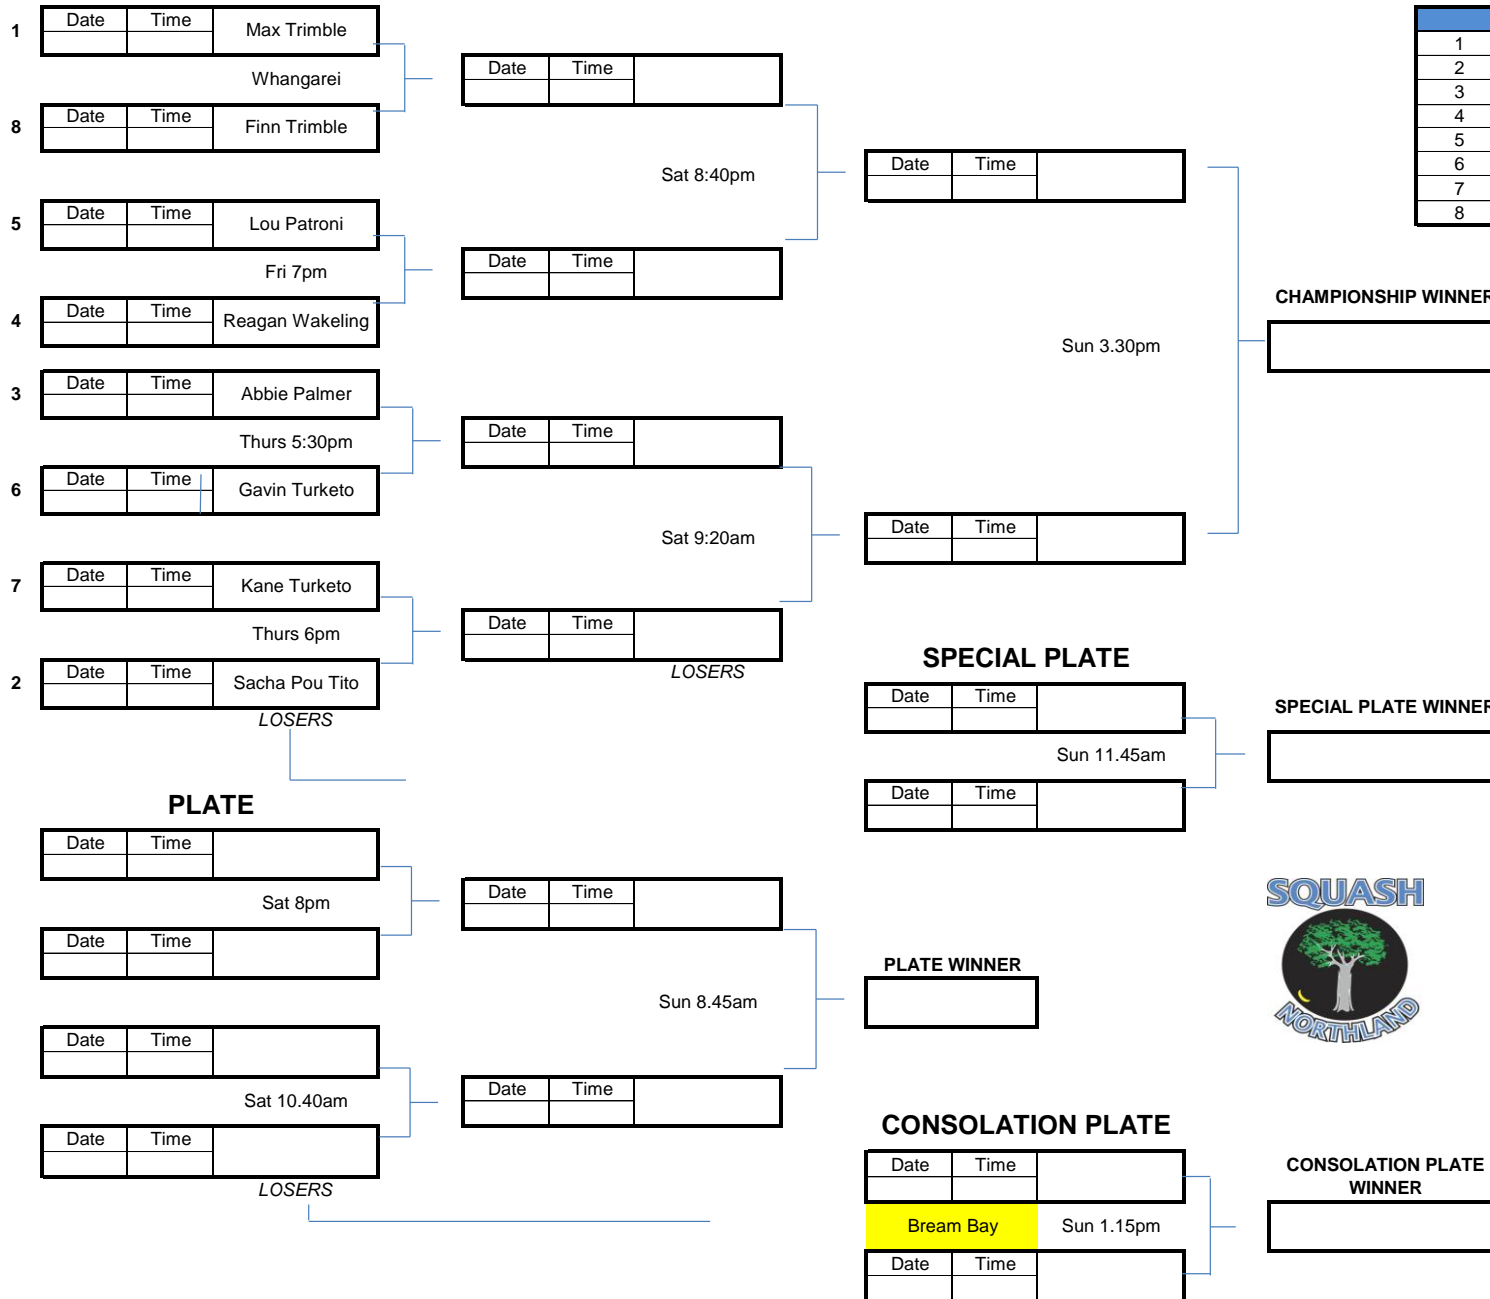 1 Date Time Max Trimble
Whangarei
8 Date Time Finn Trimble
5 Date Time Lou Patroni
Fri 7pm
4 Date Time Reagan Wakeling
3 Date Time Abbie Palmer
Thurs 5:30pm
6 Date Time Gavin Turketo
7 Date Time Kane Turketo
Thurs 6pm
2 Date Time Sacha Pou Tito
LOSERS
Date Time
Sat 8:40pm
Date Time
Date Time
Sat 9:20am
Date Time
LOSERS
Date Time
Sun 3.30pm
Date Time
1
2
3
4
5
6
7
8
CHAMPIONSHIP WINNER
SPECIAL PLATE
Date Time
Sun 11.45am
Date Time
SPECIAL PLATE WINNER
PLATE
Date Time
Sat 8pm
Date Time
Date Time
Sat 10.40am
Date Time
LOSERS
Date Time
Sun 8.45am
Date Time
PLATE WINNER
SQUASH
NORTHLAND
CONSOLATION PLATE
Date Time
Bream Bay Sun 1.15pm
Date Time
CONSOLATION PLATE
WINNER